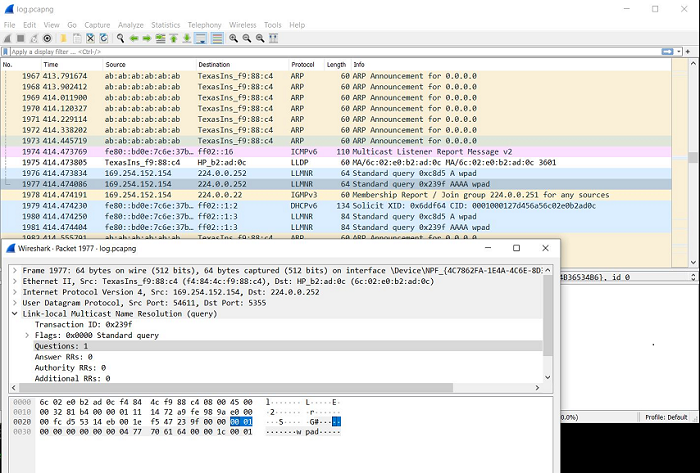 log.pcapng
File Edit View Go Capture Analyze Statistics Telephony Wireless Tools Help
Apply a display filter ... <Ctrl-/>
No. Time Source Destination Protocol Length Info
1967 413.791674 ab:ab:ab:ab:ab:ab TexasIns_f9:88:c4 ARP 60 ARP Announcement for 0.0.0.0
1968 413.902412 ab:ab:ab:ab:ab:ab TexasIns_f9:88:c4 ARP 60 ARP Announcement for 0.0.0.0
1969 414.011900 ab:ab:ab:ab:ab:ab TexasIns_f9:88:c4 ARP 60 ARP Announcement for 0.0.0.0
1970 414.120327 ab:ab:ab:ab:ab:ab TexasIns_f9:88:c4 ARP 60 ARP Announcement for 0.0.0.0
1971 414.229114 ab:ab:ab:ab:ab:ab TexasIns_f9:88:c4 ARP 60 ARP Announcement for 0.0.0.0
1972 414.338202 ab:ab:ab:ab:ab:ab TexasIns_f9:88:c4 ARP 60 ARP Announcement for 0.0.0.0
1973 414.445719 ab:ab:ab:ab:ab:ab TexasIns_f9:88:c4 ARP 60 ARP Announcement for 0.0.0.0
1974 414.473769 fe80::bd0e:7c6e:37b… ff02::16 ICMPv6 110 Multicast Listener Report Message v2
1975 414.473805 TexasIns_f9:88:c4 HP_b2:ad:0c LLDP 60 MA/6c:02:e0:b2:ad:0c MA/6c:02:e0:b2:ad:0c 3601
1976 414.473834 169.254.152.154 224.0.0.252 LLMNR 64 Standard query 0xc8d5 A wpad
1977 414.474086 169.254.152.154 224.0.0.252 LLMNR 64 Standard query 0x239f AAAA wpad
1978 414.474191 169.254.152.154 224.0.0.22 IGMPv3 60 Membership Report / Join group 224.0.0.251 for any sources
1979 414.474230 fe80::bd0e:7c6e:37b… ff02::1:2 DHCPv6 134 Solicit XID: 0x6ddf64 CID: 0001000127d456a56c02e0b2ad0c
1980 414.474250 fe80::bd0e:7c6e:37b… ff02::1:3 LLMNR 84 Standard query 0xc8d5 A wpad
1981 414.474404 fe80::bd0e:7c6e:37b… ff02::1:3 LLMNR 84 Standard query 0x239f AAAA wpad
Wireshark · Packet 1977 · log.pcapng
Frame 1977: 64 bytes on wire (512 bits), 64 bytes captured (512 bits) on interface \Device\NPF_{4C7862FA-1E4A-4C6E-8D3
4B36534B6}, id 0
Ethernet II, Src: TexasIns_f9:88:c4 (f4:84:4c:f9:88:c4), Dst: HP_b2:ad:0c (6c:02:e0:b2:ad:0c)
Internet Protocol Version 4, Src: 169.254.152.154, Dst: 224.0.0.252
User Datagram Protocol, Src Port: 54611, Dst Port: 5355
Link-local Multicast Name Resolution (query)
Transaction ID: 0x239f
Flags: 0x0000 Standard query
Questions: 1
Answer RRs: 0
Authority RRs: 0
Additional RRs: 0
0000 6c 02 e0 b2 ad 0c f4 84 4c f9 88 c4 08 00 45 00 l·······L·····E·
0010 00 32 81 b4 00 00 01 11 14 72 a9 fe 98 9a e0 00 ·2·······r······
0020 00 fc d5 53 14 eb 00 1e f5 47 23 9f 00 00 00 01 ···S·····G#·····
0030 00 00 00 00 00 00 04 77 70 61 64 00 00 1c 00 01 ·······w pad·····
0.0%)
Profile: Default